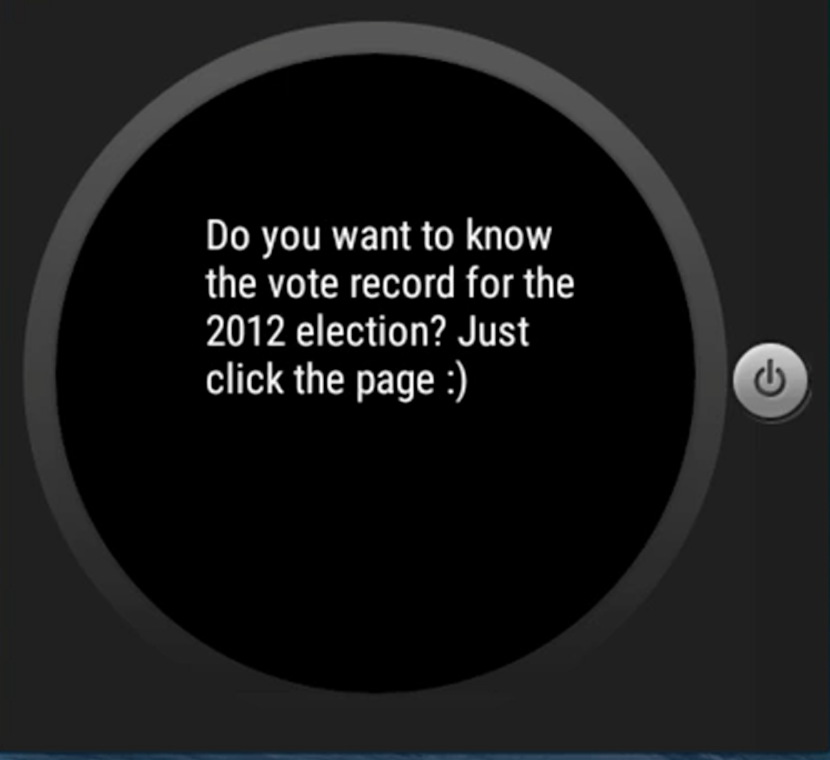 Do you want to know
the vote record for the
2012 election? Just
click the page :)